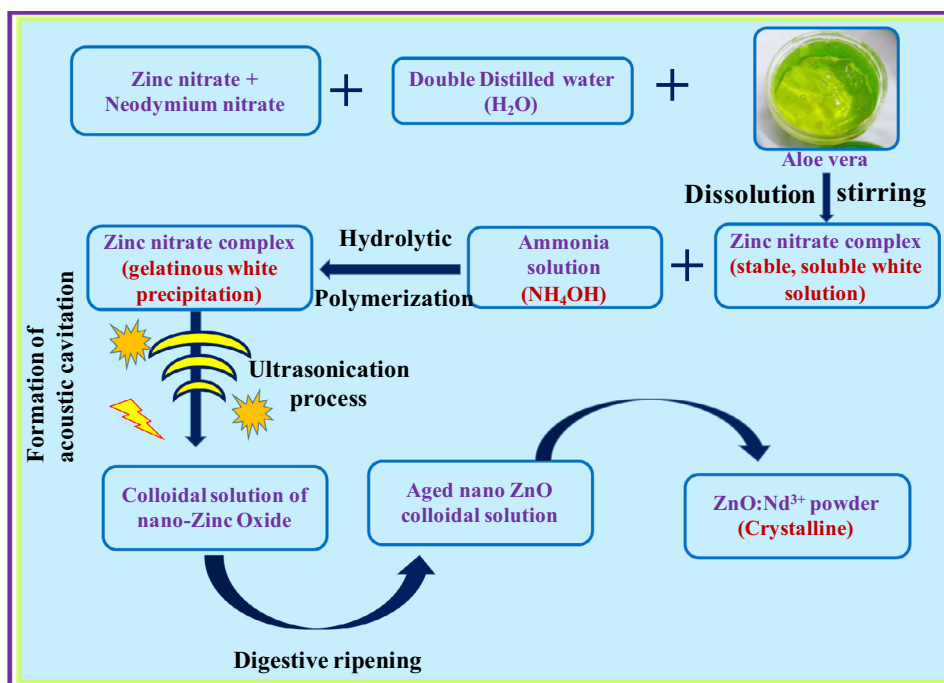 Zinc nitrate +
Neodymium nitrate
+
Double Distilled water
(H₂O)
+
Aloe vera
Dissolution stirring
Zinc nitrate complex
(stable, soluble white
solution)
+
Ammonia
solution
(NH₄OH)
Hydrolytic
Polymerization
Zinc nitrate complex
(gelatinous white
precipitation)
Formation of
acoustic cavitation
Ultrasonication
process
Colloidal solution of
nano-Zinc Oxide
Digestive ripening
Aged nano ZnO
colloidal solution
ZnO:Nd³⁺ powder
(Crystalline)